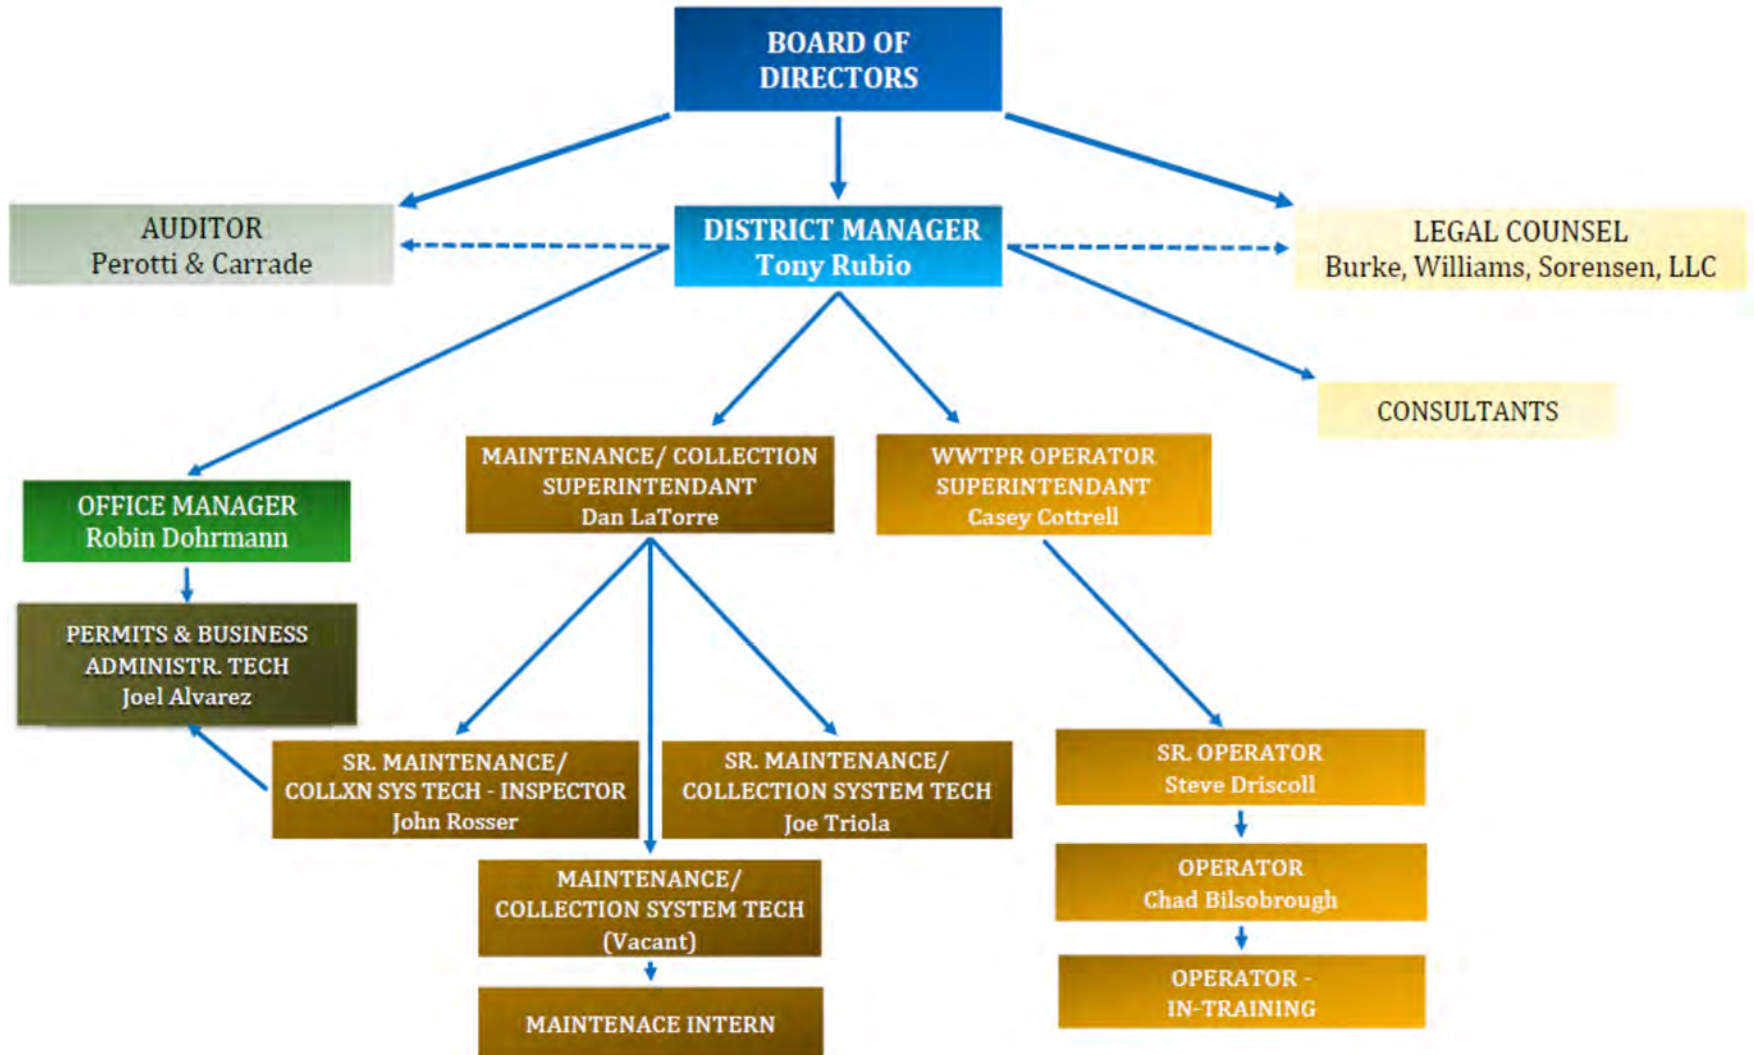 BOARD OF
DIRECTORS
AUDITOR
Perotti & Carrade
DISTRICT MANAGER
Tony Rubio
LEGAL COUNSEL
Burke, Williams, Sorensen, LLC
CONSULTANTS
OFFICE MANAGER
Robin Dohrmann
MAINTENANCE/ COLLECTION
SUPERINTENDANT
Dan LaTorre
WWTPR OPERATOR
SUPERINTENDANT
Casey Cottrell
PERMITS & BUSINESS
ADMINISTR. TECH
Joel Alvarez
SR. MAINTENANCE/
COLLXN SYS TECH - INSPECTOR
John Rosser
SR. MAINTENANCE/
COLLECTION SYSTEM TECH
Joe Triola
SR. OPERATOR
Steve Driscoll
MAINTENANCE/
COLLECTION SYSTEM TECH
(Vacant)
OPERATOR
Chad Bilsobrough
MAINTENACE INTERN
OPERATOR -
IN-TRAINING